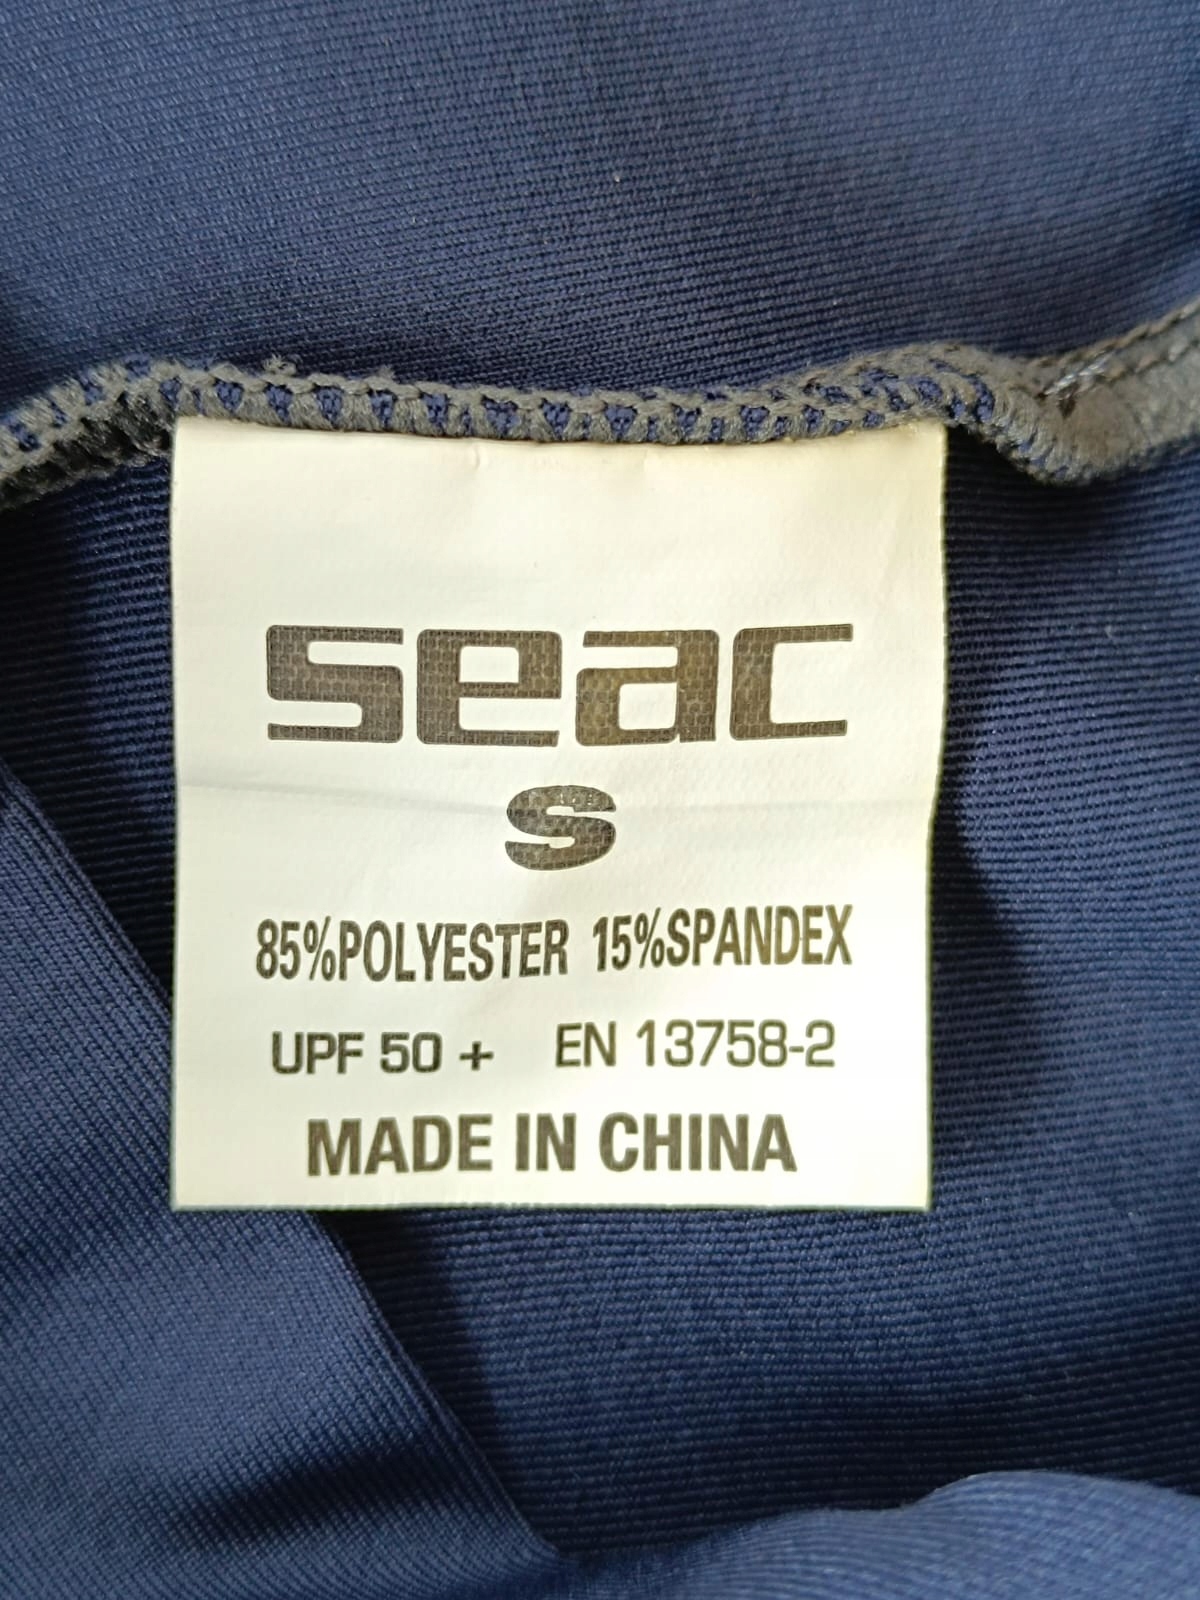 seac
S
85%POLYESTER 15%SPANDEX
UPF 50 + EN 13758-2
MADE IN CHINA